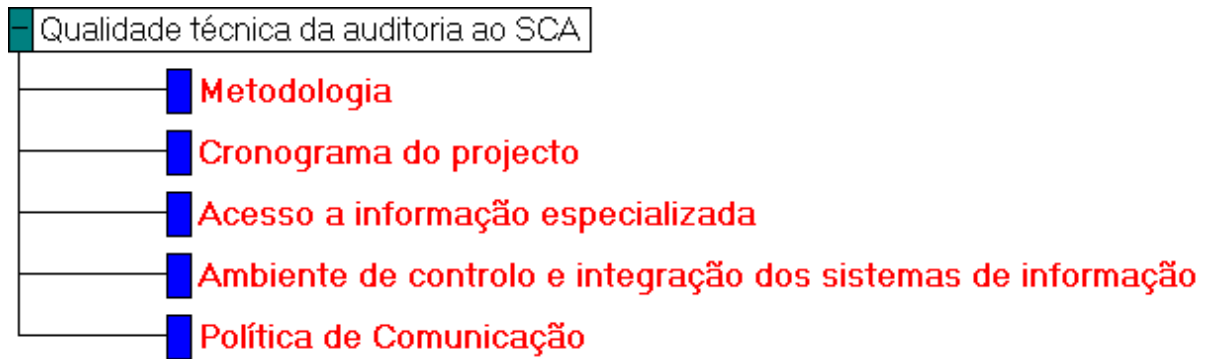 Qualidade técnica da auditoria ao SCA
Metodologia
Cronograma do projecto
Acesso a informação especializada
Ambiente de controlo e integração dos sistemas de informação
Política de Comunicação